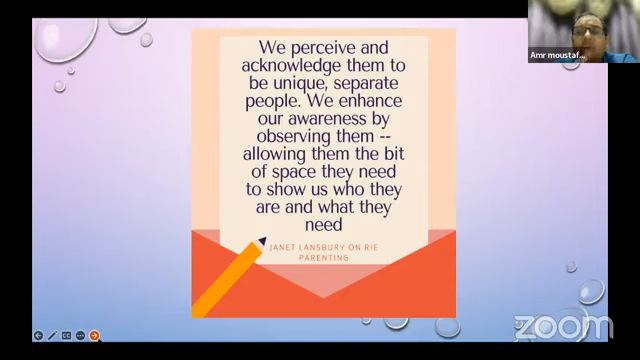 We perceive and
acknowledge them to
be unique, separate
people. We enhance
our awareness by
observing them --
allowing them the bit
of space they need
to show us who they
are and what they
need
JANET LANSBURY ON RIE
PARENTING
Amr moustaf...
CC
zoom